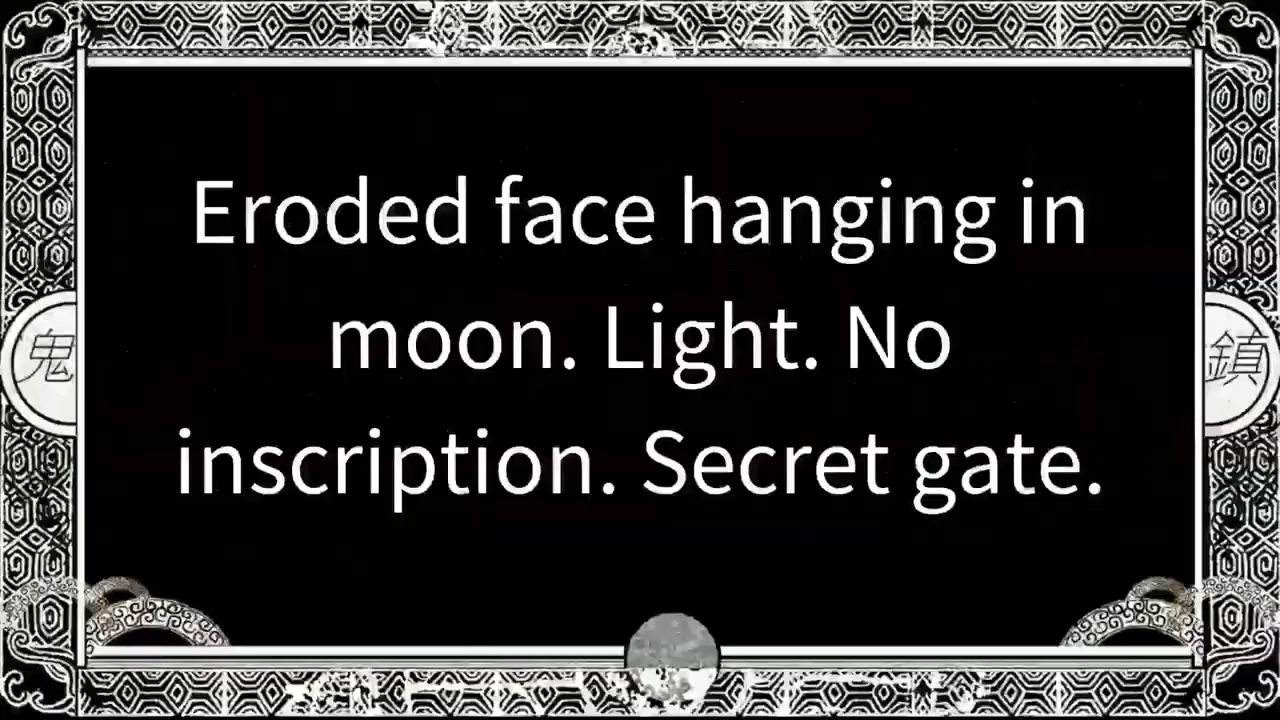 Eroded face hanging in
moon. Light. No
inscription. Secret gate.
鬼
鎮